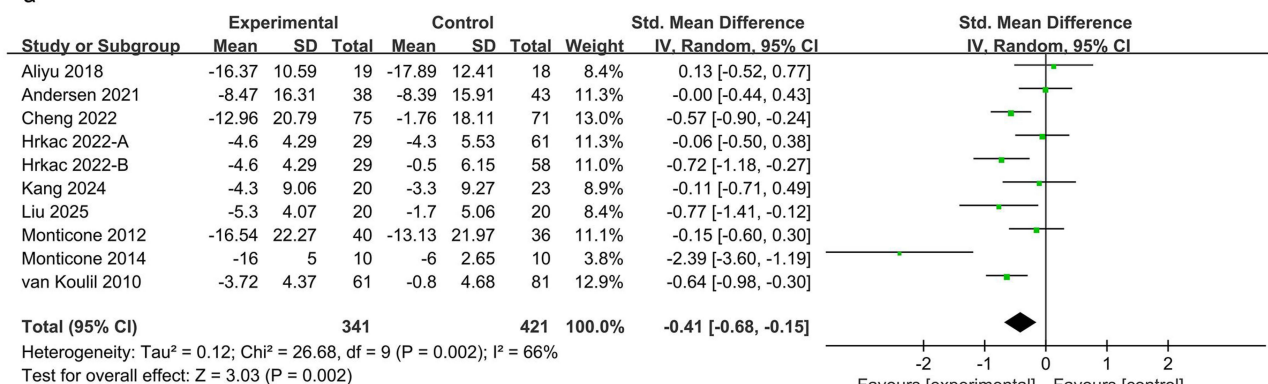 Experimental Control Std. Mean Difference Std. Mean Difference
Study or Subgroup Mean SD Total Mean SD Total Weight IV, Random, 95% CI IV, Random, 95% CI
Aliyu 2018 -16.37 10.59 19 -17.89 12.41 18 8.4% 0.13 [-0.52, 0.77]
Andersen 2021 -8.47 16.31 38 -8.39 15.91 43 11.3% -0.00 [-0.44, 0.43]
Cheng 2022 -12.96 20.79 75 -1.76 18.11 71 13.0% -0.57 [-0.90, -0.24]
Hrkac 2022-A -4.6 4.29 29 -4.3 5.53 61 11.3% -0.06 [-0.50, 0.38]
Hrkac 2022-B -4.6 4.29 29 -0.5 6.15 58 11.0% -0.72 [-1.18, -0.27]
Kang 2024 -4.3 9.06 20 -3.3 9.27 23 8.9% -0.11 [-0.71, 0.49]
Liu 2025 -5.3 4.07 20 -1.7 5.06 20 8.4% -0.77 [-1.41, -0.12]
Monticone 2012 -16.54 22.27 40 -13.13 21.97 36 11.1% -0.15 [-0.60, 0.30]
Monticone 2014 -16 5 10 -6 2.65 10 3.8% -2.39 [-3.60, -1.19]
van Koulil 2010 -3.72 4.37 61 -0.8 4.68 81 12.9% -0.64 [-0.98, -0.30]
Total (95% CI) 341 421 100.0% -0.41 [-0.68, -0.15]
Heterogeneity: Tau² = 0.12; Chi² = 26.68, df = 9 (P = 0.002); I² = 66%
Test for overall effect: Z = 3.03 (P = 0.002)
-2 -1 0 1 2
Favours [experimental] Favours [control]